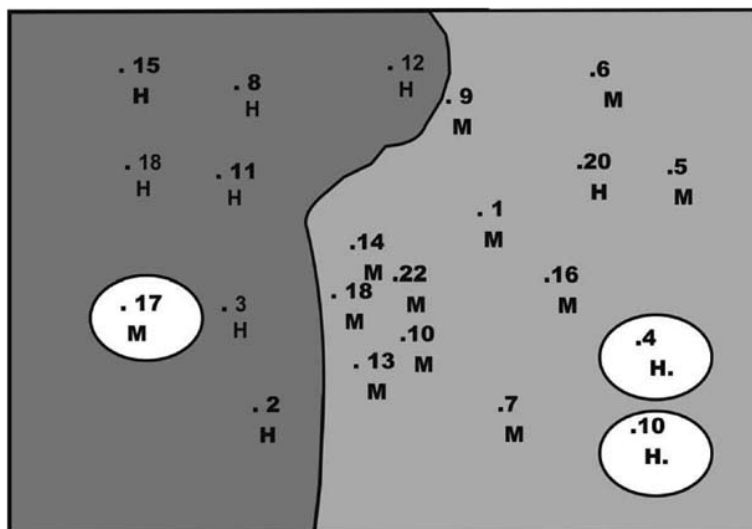 . 15
H
. 8
H
. 12
H
. 9
M
. 6
M
. 18
H
. 11
H
.20
H
. 5
M
. 1
M
.14
M
.22
M
. 18
M
.16
M
. 17
M
. 3
H
.10
M
. 13
M
.4
H.
. 2
H
.7
M
.10
H.